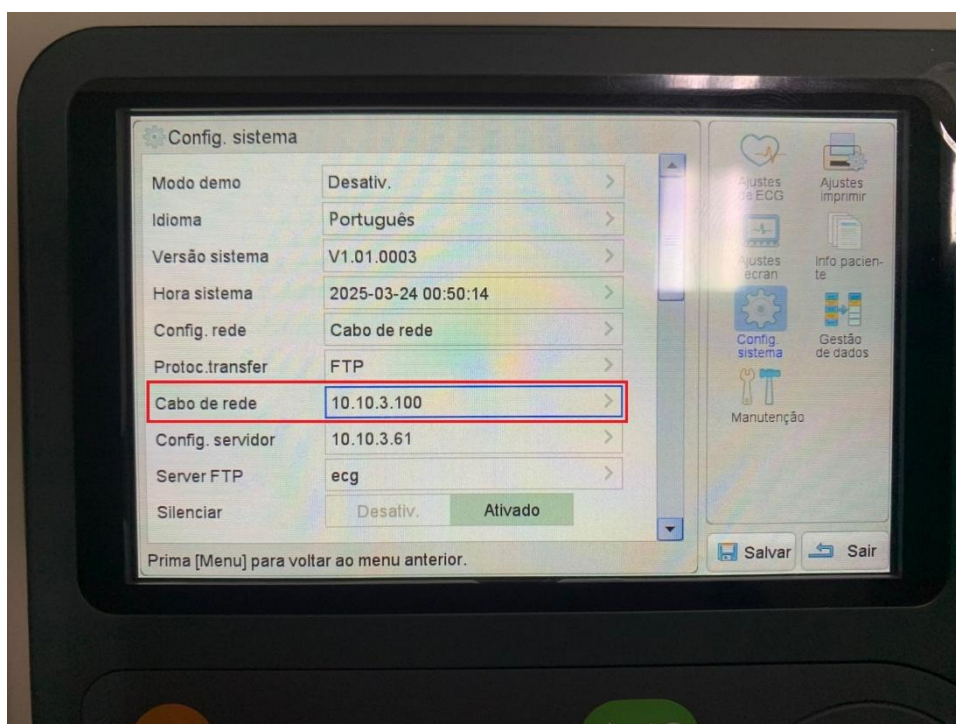 Config. sistema
Modo demo Desativ.
Idioma Português
Versão sistema V1.01.0003
Hora sistema 2025-03-24 00:50:14
Config. rede Cabo de rede
Protoc.transfer FTP
Cabo de rede 10.10.3.100
Config. servidor 10.10.3.61
Server FTP ecg
Silenciar Desativ. Ativado
Prima [Menu] para voltar ao menu anterior.
Ajustes
de ECG
Ajustes
imprimir
Ajustes
ecran
Info pacien-
te
Config.
sistema
Gestão
de dados
Manutenção
Salvar
Sair